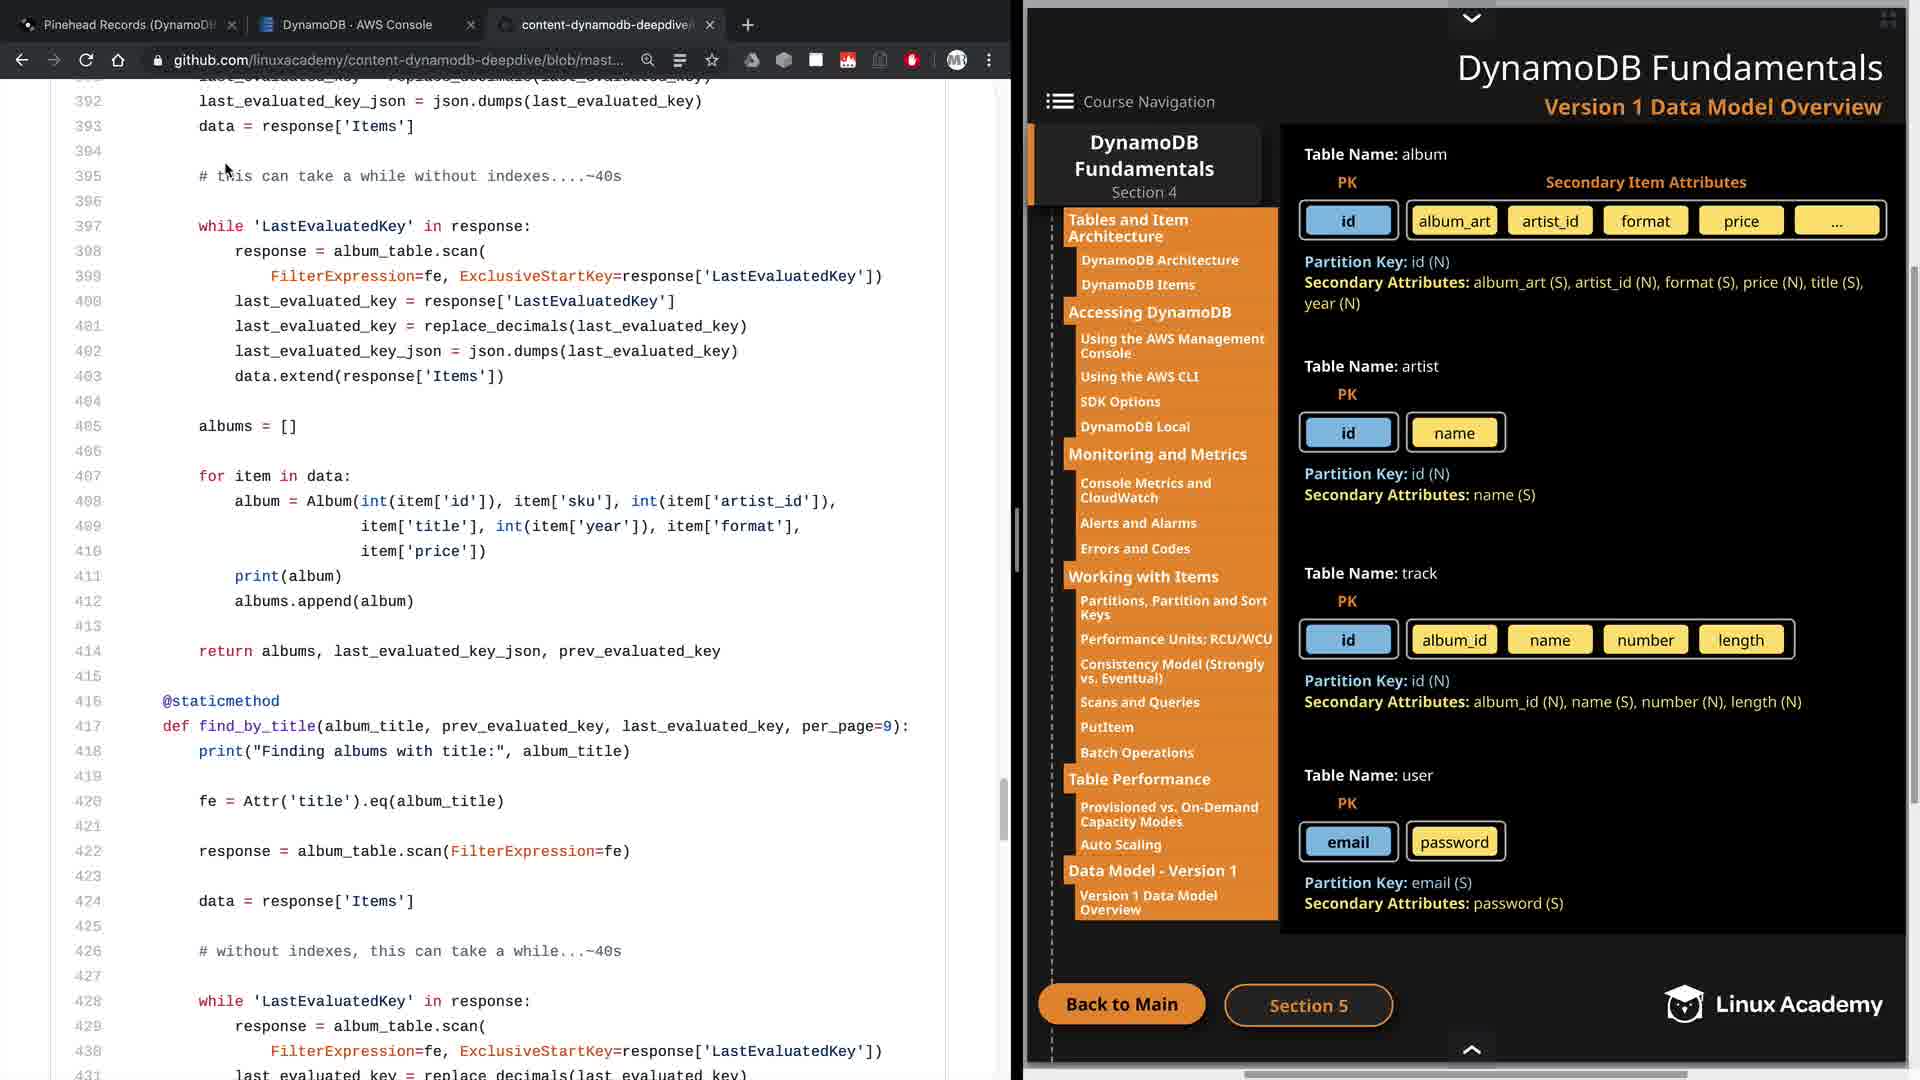 Pinehead Records (DynamoDB
DynamoDB · AWS Console
content-dynamodb-deepdive/
github.com/linuxacademy/content-dynamodb-deepdive/blob/mast...
392 last_evaluated_key_json = json.dumps(last_evaluated_key)
393 data = response['Items']
394
395 # this can take a while without indexes....~40s
396
397 while 'LastEvaluatedKey' in response:
398 response = album_table.scan(
399 FilterExpression=fe, ExclusiveStartKey=response['LastEvaluatedKey'])
400 last_evaluated_key = response['LastEvaluatedKey']
401 last_evaluated_key = replace_decimals(last_evaluated_key)
402 last_evaluated_key_json = json.dumps(last_evaluated_key)
403 data.extend(response['Items'])
404
405 albums = []
406
407 for item in data:
408 album = Album(int(item['id']), item['sku'], int(item['artist_id']),
409 item['title'], int(item['year']), item['format'],
410 item['price'])
411 print(album)
412 albums.append(album)
413
414 return albums, last_evaluated_key_json, prev_evaluated_key
415
416 @staticmethod
417 def find_by_title(album_title, prev_evaluated_key, last_evaluated_key, per_page=9):
418 print("Finding albums with title:", album_title)
419
420 fe = Attr('title').eq(album_title)
421
422 response = album_table.scan(FilterExpression=fe)
423
424 data = response['Items']
425
426 # without indexes, this can take a while...~40s
427
428 while 'LastEvaluatedKey' in response:
429 response = album_table.scan(
430 FilterExpression=fe, ExclusiveStartKey=response['LastEvaluatedKey'])
431 last_evaluated_key = replace_decimals(last_evaluated_key)
DynamoDB Fundamentals
Version 1 Data Model Overview
Course Navigation
DynamoDB
Fundamentals
Section 4
Tables and Item
Architecture
DynamoDB Architecture
DynamoDB Items
Accessing DynamoDB
Using the AWS Management
Console
Using the AWS CLI
SDK Options
DynamoDB Local
Monitoring and Metrics
Console Metrics and
CloudWatch
Alerts and Alarms
Errors and Codes
Working with Items
Partitions, Partition and Sort
Keys
Performance Units: RCU/WCU
Consistency Model (Strongly
vs. Eventual)
Scans and Queries
PutItem
Batch Operations
Table Performance
Provisioned vs. On-Demand
Capacity Modes
Auto Scaling
Data Model - Version 1
Version 1 Data Model
Overview
Table Name: album
PK Secondary Item Attributes
id album_art artist_id format price ...
Partition Key: id (N)
Secondary Attributes: album_art (S), artist_id (N), format (S), price (N), title (S),
year (N)
Table Name: artist
PK
id name
Partition Key: id (N)
Secondary Attributes: name (S)
Table Name: track
PK
id album_id name number length
Partition Key: id (N)
Secondary Attributes: album_id (N), name (S), number (N), length (N)
Table Name: user
PK
email password
Partition Key: email (S)
Secondary Attributes: password (S)
Back to Main
Section 5
Linux Academy